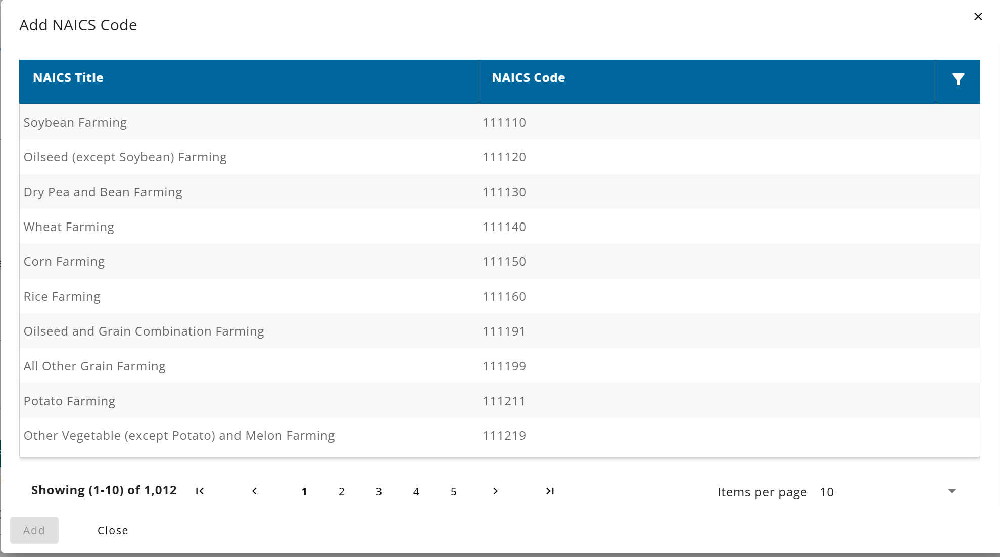 Add NAICS Code
NAICS Title NAICS Code
Soybean Farming 111110
Oilseed (except Soybean) Farming 111120
Dry Pea and Bean Farming 111130
Wheat Farming 111140
Corn Farming 111150
Rice Farming 111160
Oilseed and Grain Combination Farming 111191
All Other Grain Farming 111199
Potato Farming 111211
Other Vegetable (except Potato) and Melon Farming 111219
Showing (1-10) of 1,012 1 2 3 4 5 Items per page 10
Add Close